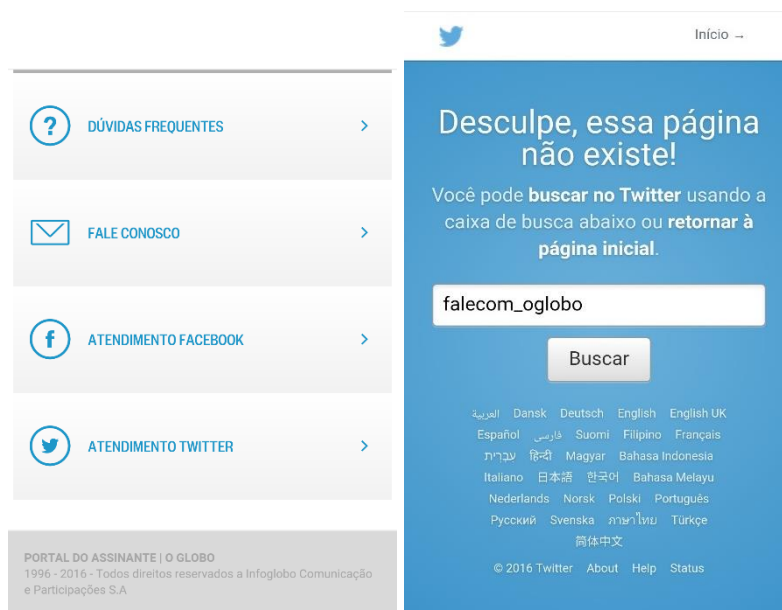 ?
DÚVIDAS FREQUENTES
FALE CONOSCO
f
ATENDIMENTO FACEBOOK
ATENDIMENTO TWITTER
PORTAL DO ASSINANTE | O GLOBO
1996 - 2016 - Todos direitos reservados a Infoglobo Comunicação
e Participações S.A
Início →
Desculpe, essa página
não existe!
Você pode buscar no Twitter usando a
caixa de busca abaixo ou retornar à
página inicial.
falecom_oglobo
Buscar
العربية Dansk Deutsch English English UK
Español فارسی Suomi Filipino Français
עברית हिन्दी Magyar Bahasa Indonesia
Italiano 日本語 한국어 Bahasa Melayu
Nederlands Norsk Polski Português
Русский Svenska ภาษาไทย Türkçe
简体中文
© 2016 Twitter About Help Status